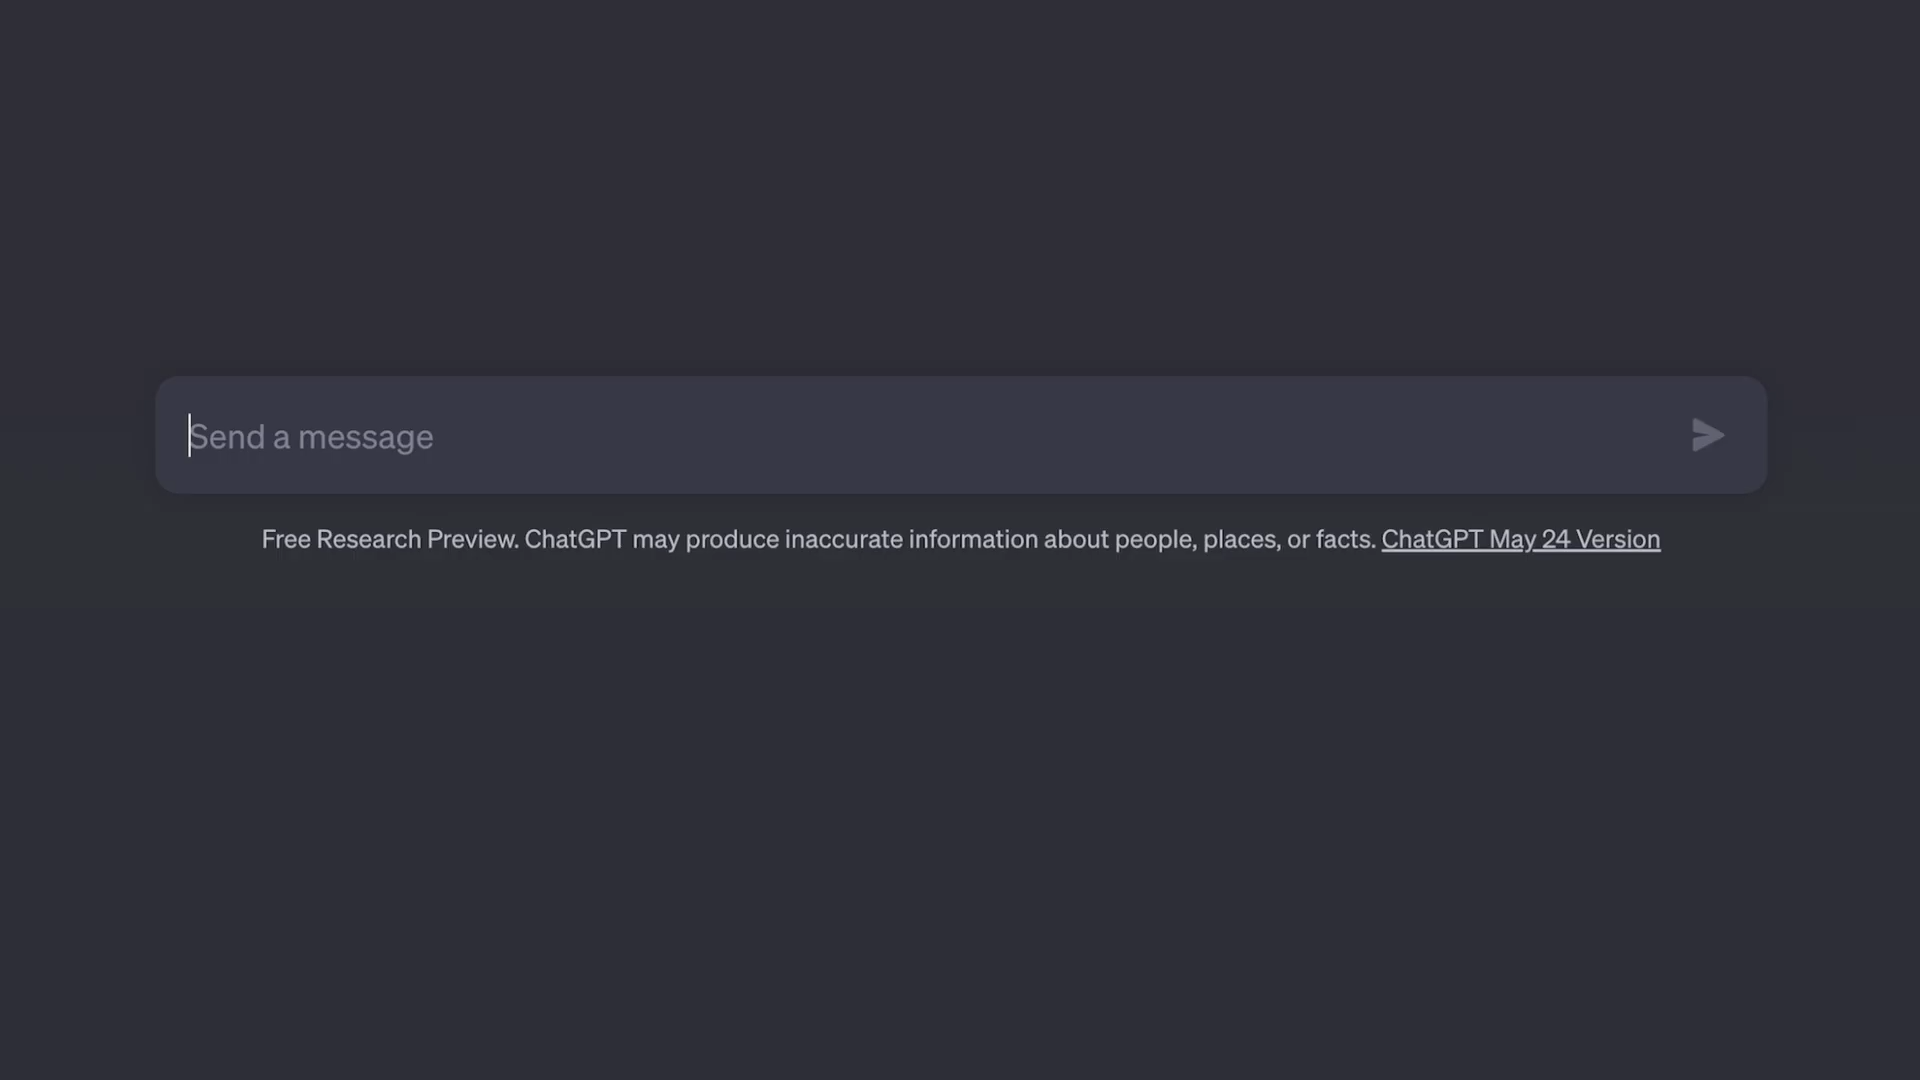 Send a message
Free Research Preview. ChatGPT may produce inaccurate information about people, places, or facts. ChatGPT May 24 Version